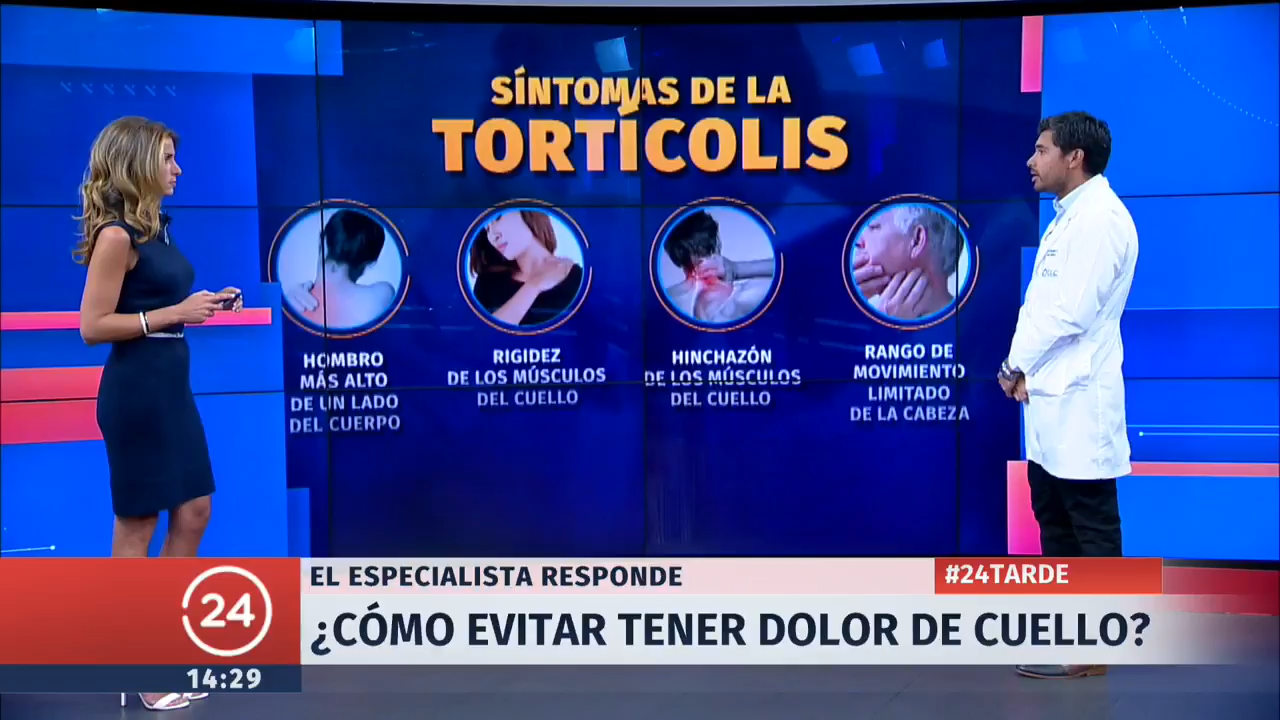 SÍNTOMAS DE LA
TORTÍCOLIS
HOMBRO
MÁS ALTO
DE UN LADO
DEL CUERPO
RIGIDEZ
DE LOS MÚSCULOS
DEL CUELLO
HINCHAZÓN
DE LOS MÚSCULOS
DEL CUELLO
RANGO DE
MOVIMIENTO
LIMITADO
DE LA CABEZA
EL ESPECIALISTA RESPONDE
#24TARDE
24
¿CÓMO EVITAR TENER DOLOR DE CUELLO?
14:29